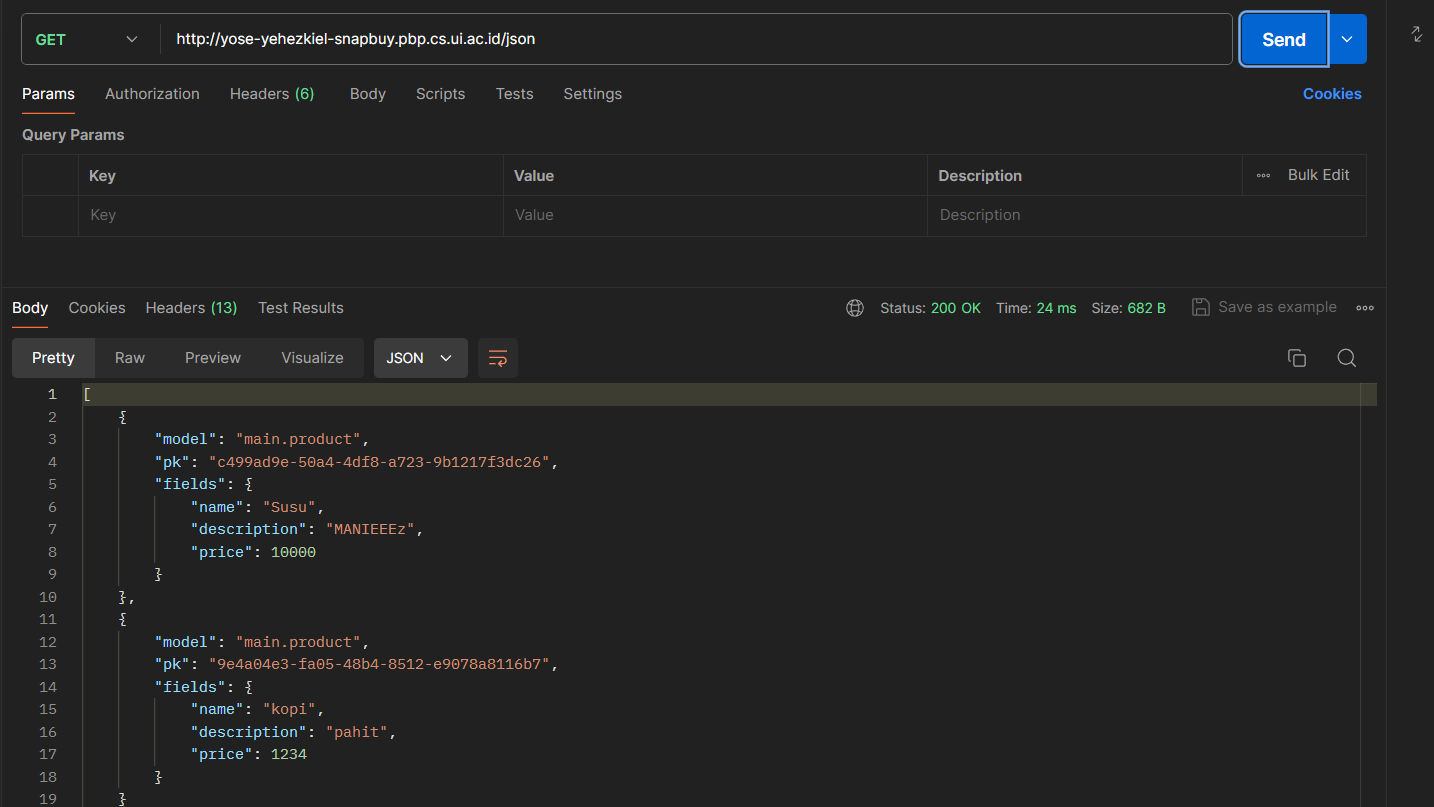 GET http://yose-yehezkiel-snapbuy.pbp.cs.ui.ac.id/json Send
Params Authorization Headers (6) Body Scripts Tests Settings Cookies
Query Params
Key Value Description Bulk Edit
Key Value Description
Body Cookies Headers (13) Test Results Status: 200 OK Time: 24 ms Size: 682 B Save as example
Pretty Raw Preview Visualize JSON
1 [
2 {
3 "model": "main.product",
4 "pk": "c499ad9e-50a4-4df8-a723-9b1217f3dc26",
5 "fields": {
6 "name": "Susu",
7 "description": "MANIEEEz",
8 "price": 10000
9 }
10 },
11 {
12 "model": "main.product",
13 "pk": "9e4a04e3-fa05-48b4-8512-e9078a8116b7",
14 "fields": {
15 "name": "kopi",
16 "description": "pahit",
17 "price": 1234
18 }
19 }